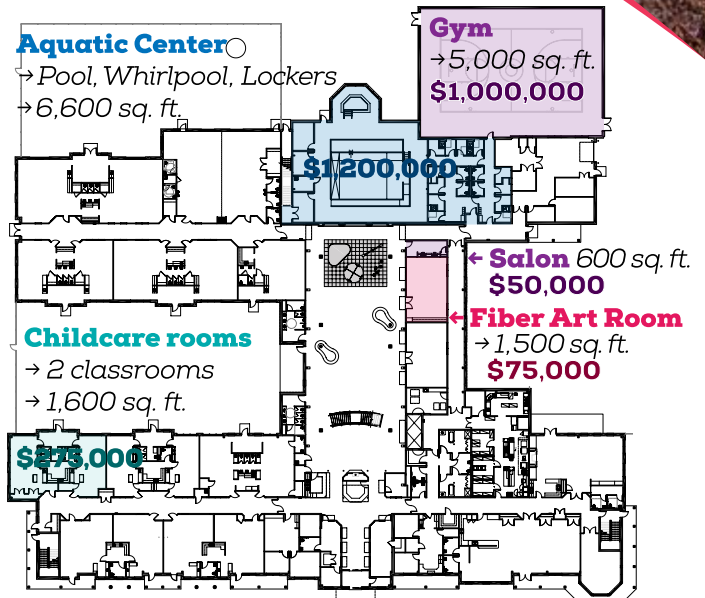 Aquatic Center
→ Pool, Whirlpool, Lockers
→ 6,600 sq. ft.
$1,200,000
Gym
→ 5,000 sq. ft.
$1,000,000
← Salon 600 sq. ft.
$50,000
← Fiber Art Room
→ 1,500 sq. ft.
$75,000
Childcare rooms
→ 2 classrooms
→ 1,600 sq. ft.
$275,000